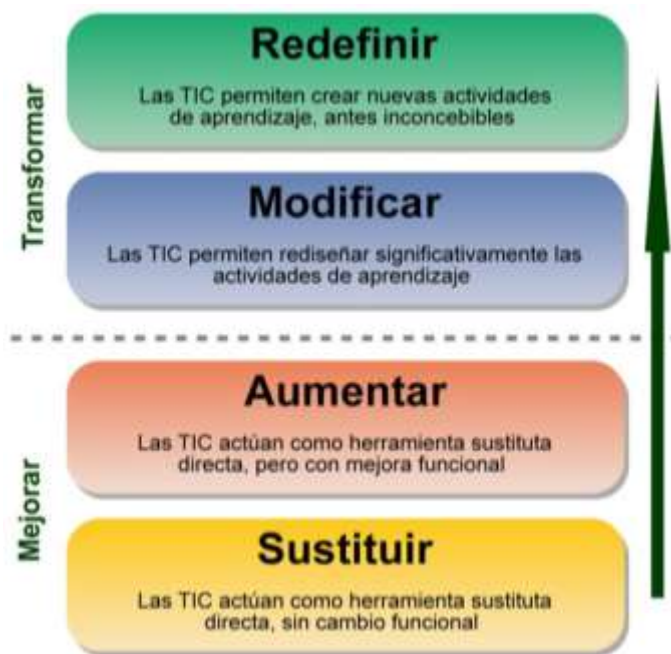 Transformar
Redefinir
Las TIC permiten crear nuevas actividades
de aprendizaje, antes inconcebibles
Modificar
Las TIC permiten rediseñar significativamente las
actividades de aprendizaje
Mejorar
Aumentar
Las TIC actúan como herramienta sustituta
directa, pero con mejora funcional
Sustituir
Las TIC actúan como herramienta sustituta
directa, sin cambio funcional